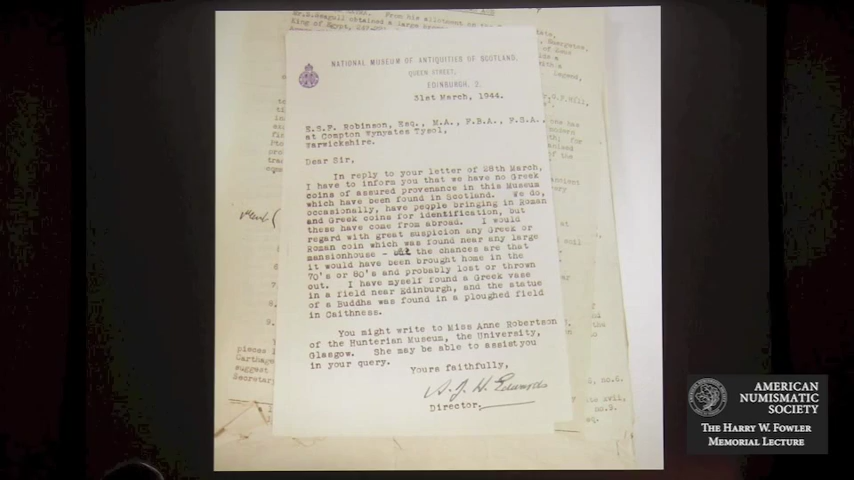 NATIONAL MUSEUM OF ANTIQUITIES OF SCOTLAND,
QUEEN STREET,
EDINBURGH, 2.
31st March, 1944.
E.S.F. Robinson, Esq., M.A., F.B.A., F.S.A.,
at Compton Wynyates Tysol,
Warwickshire.
Dear Sir,
In reply to your letter of 28th March,
I have to inform you that we have no Greek
coins of assured provenance in this Museum
which have been found in Scotland. We do,
occasionally, have people bringing in Roman
and Greek coins for identification, but
these have come from abroad. I would
regard with great suspicion any Greek or
Roman coin which was found near any large
mansionhouse - the chances are that
it would have been brought home in the
70's or 80's and probably lost or thrown
out. I have myself found a Greek vase
in a field near Edinburgh, and the statue
of a Buddha was found in a ploughed field
in Caithness.
You might write to Miss Anne Robertson
of the Hunterian Museum, the University,
Glasgow. She may be able to assist you
in your query.
Yours faithfully,
A. J. H. Edwards
Director.
AMERICAN
NUMISMATIC
SOCIETY
THE HARRY W. FOWLER
MEMORIAL LECTURE